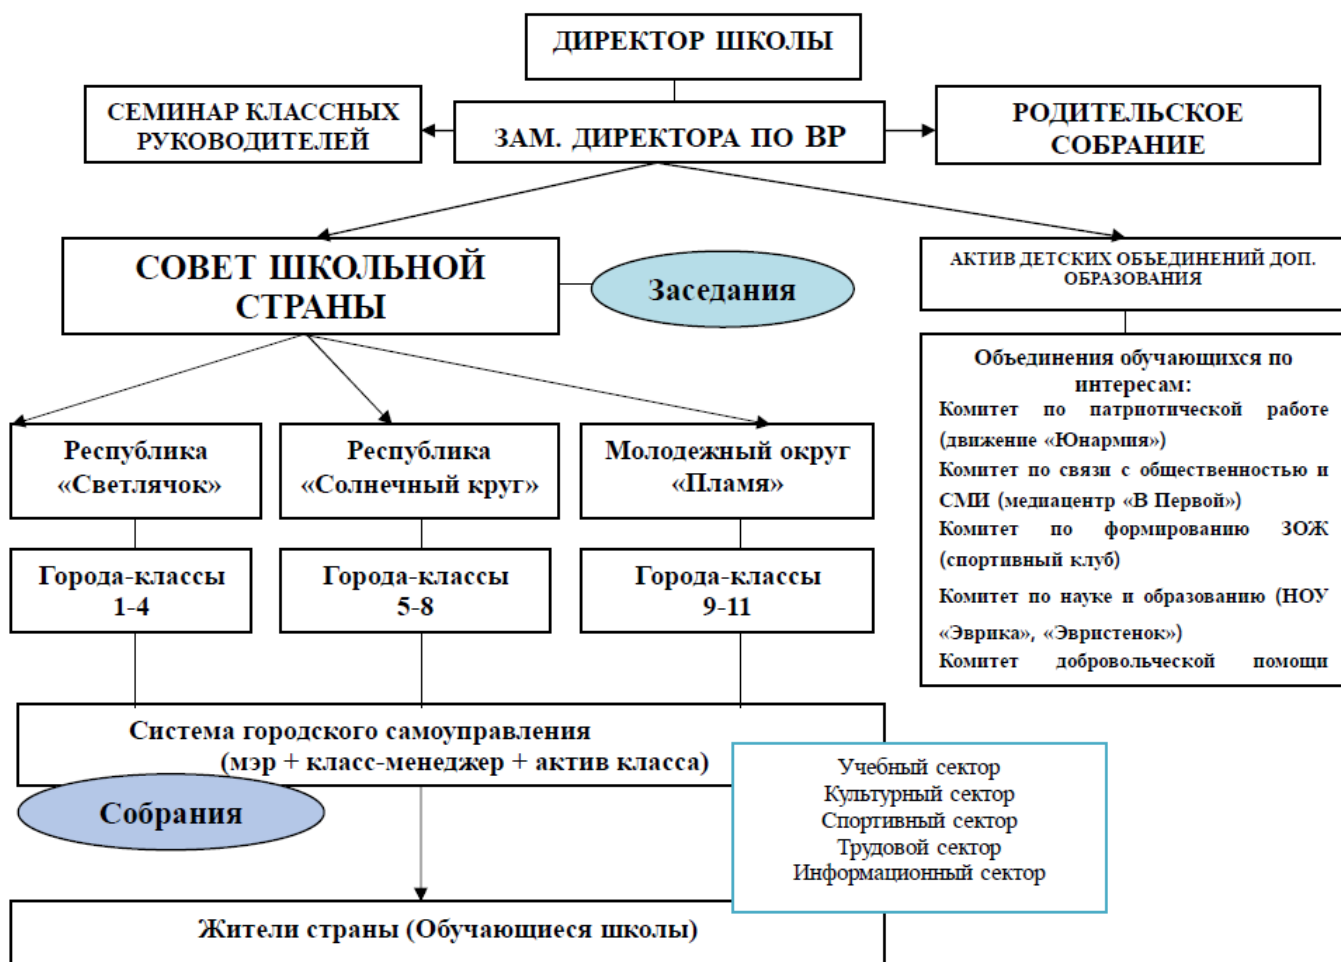 ДИРЕКТОР ШКОЛЫ
СЕМИНАР КЛАССНЫХ
РУКОВОДИТЕЛЕЙ
ЗАМ. ДИРЕКТОРА ПО ВР
РОДИТЕЛЬСКОЕ
СОБРАНИЕ
СОВЕТ ШКОЛЬНОЙ
СТРАНЫ
Заседания
АКТИВ ДЕТСКИХ ОБЪЕДИНЕНИЙ ДОП.
ОБРАЗОВАНИЯ
Объединения обучающихся по
интересам:
Комитет по патриотической работе
(движение «Юнармия»)
Комитет по связи с общественностью и
СМИ (медиацентр «В Первой»)
Комитет по формированию ЗОЖ
(спортивный клуб)
Комитет по науке и образованию (НОУ
«Эврика», «Эвристенок»)
Комитет добровольческой помощи
Республика
«Светлячок»
Республика
«Солнечный круг»
Молодежный округ
«Пламя»
Города-классы
1-4
Города-классы
5-8
Города-классы
9-11
Система городского самоуправления
(мэр + класс-менеджер + актив класса)
Собрания
Учебный сектор
Культурный сектор
Спортивный сектор
Трудовой сектор
Информационный сектор
Жители страны (Обучающиеся школы)